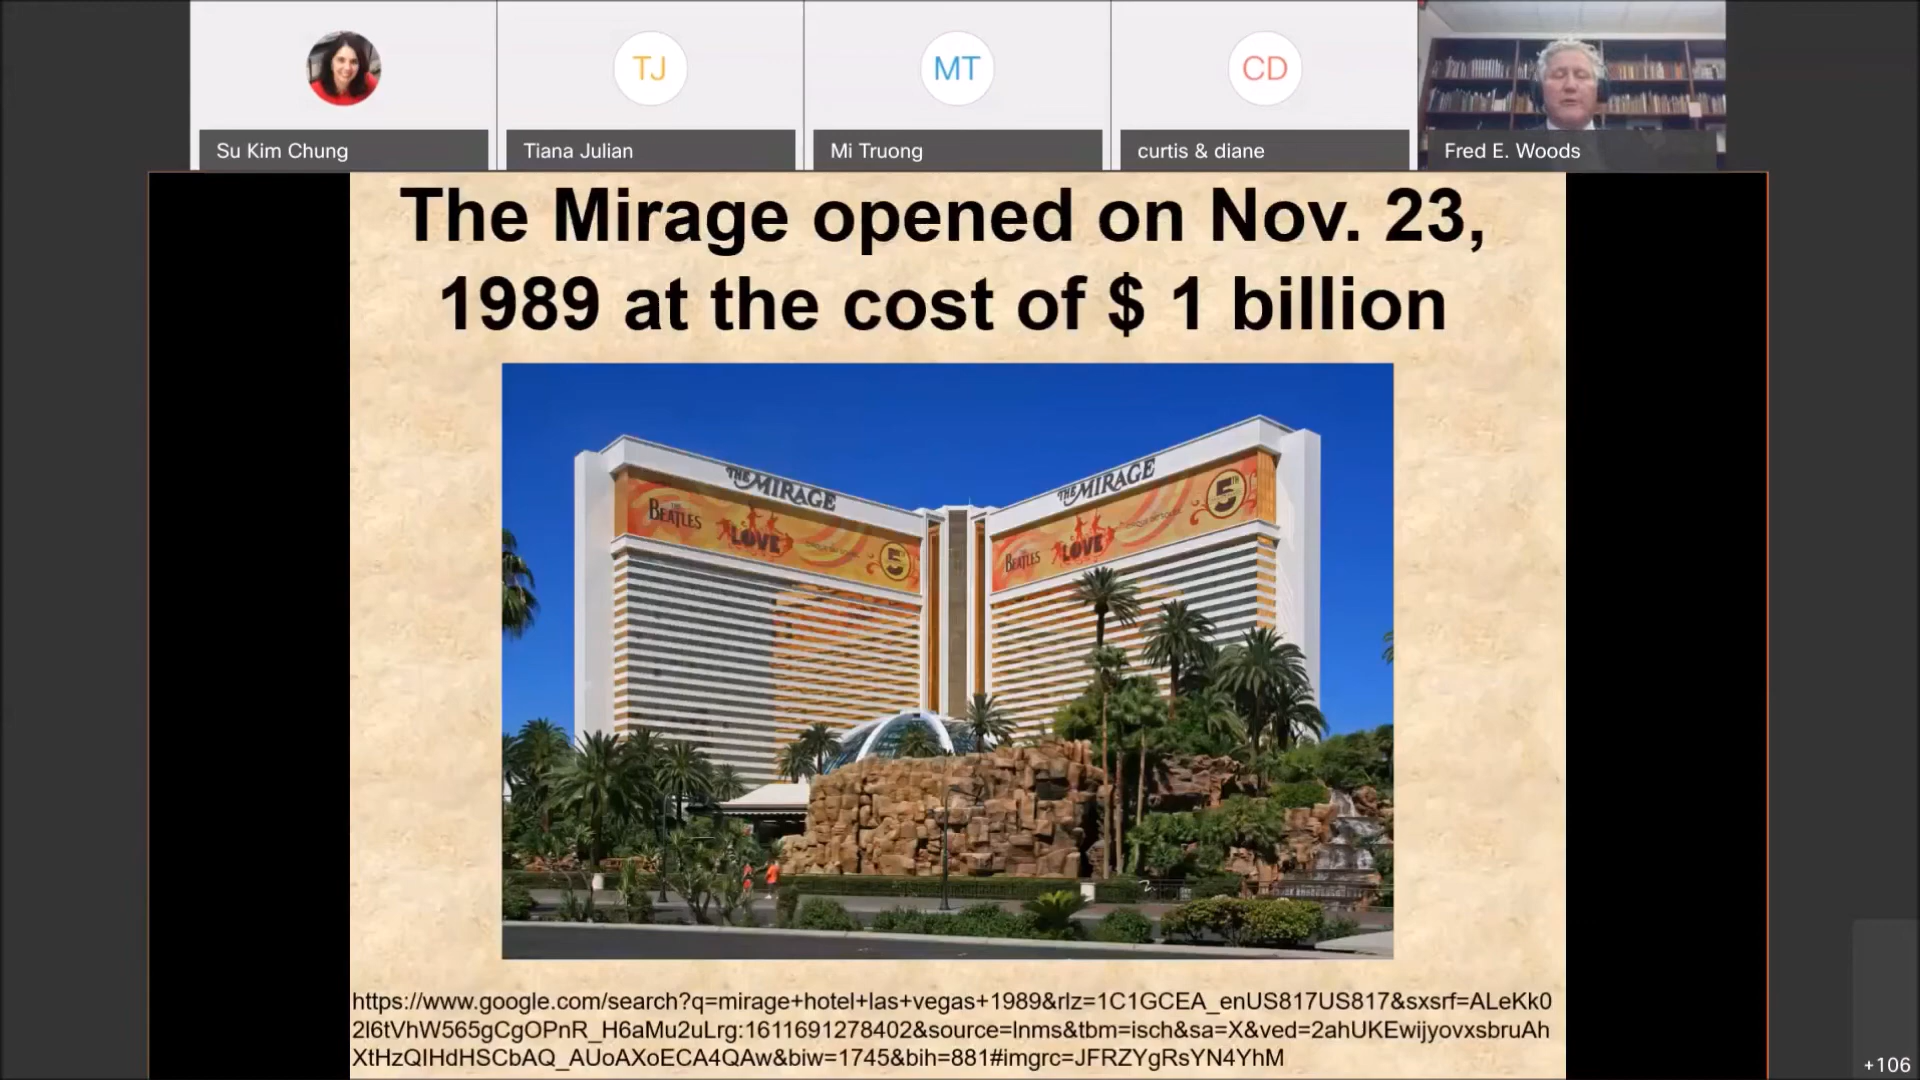 TJ
MT
CD
Su Kim Chung
Tiana Julian
Mi Truong
curtis & diane
Fred E. Woods
The Mirage opened on Nov. 23,
1989 at the cost of $ 1 billion
THE MIRAGE
THE MIRAGE
THE BEATLES
LOVE
5TH
BEATLES
LOVE
5TH
https://www.google.com/search?q=mirage+hotel+las+vegas+1989&rlz=1C1GCEA_enUS817US817&sxsrf=ALeKk0
2l6tVhW565gCgOPnR_H6aMu2uLrg:1611691278402&source=lnms&tbm=isch&sa=X&ved=2ahUKEwijyovxsbruAh
XtHzQIHdHSCbAQ_AUoAXoECA4QAw&biw=1745&bih=881#imgrc=JFRZYgRsYN4YhM
+106